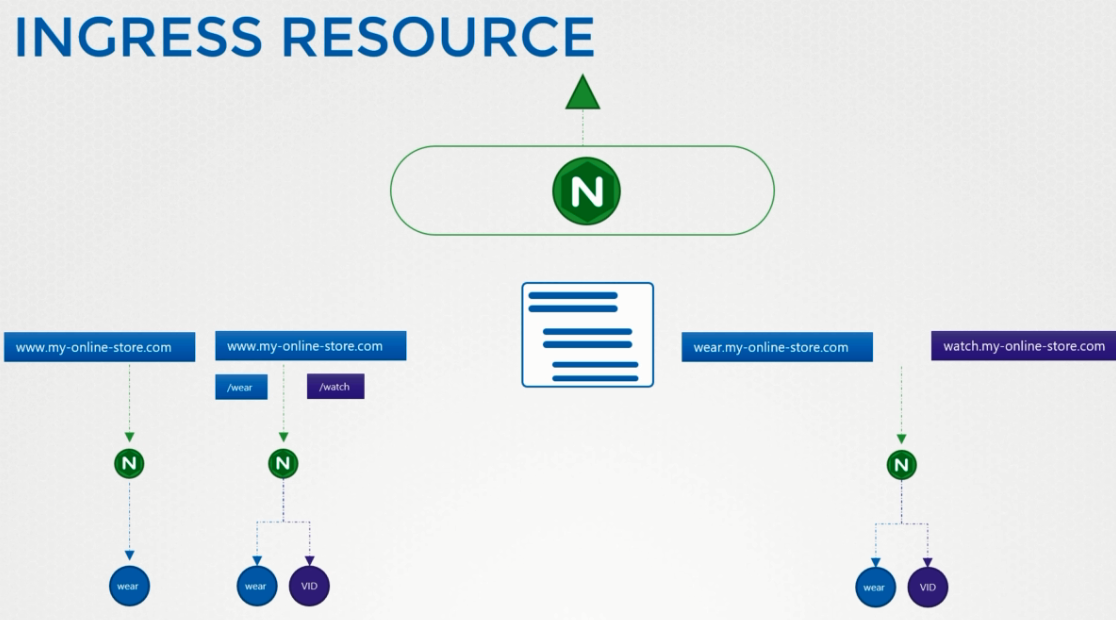 INGRESS RESOURCE
N
www.my-online-store.com
www.my-online-store.com
wear.my-online-store.com
watch.my-online-store.com
/wear
/watch
N
N
N
wear
wear
VID
wear
VID